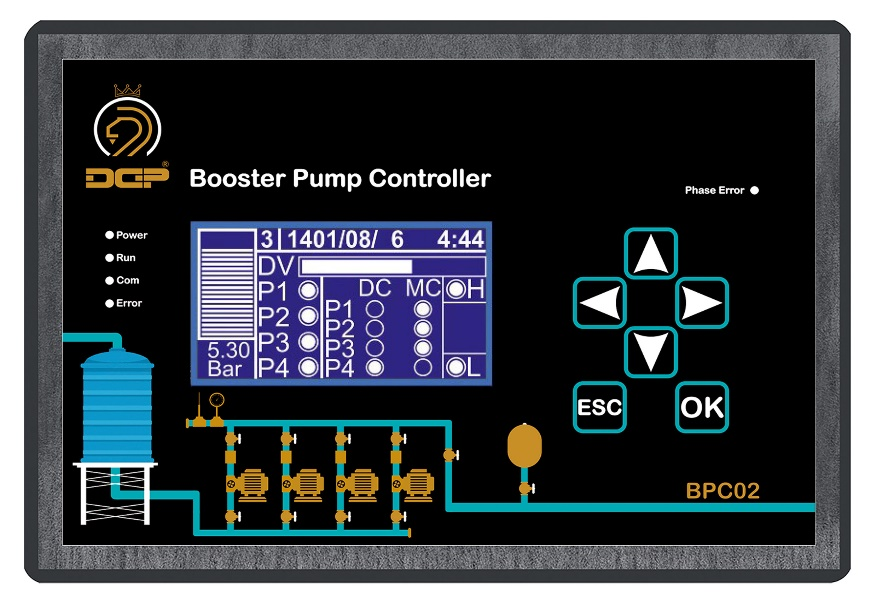 DCP®
Booster Pump Controller
Phase Error
Power
Run
Com
Error
3 1401/08/ 6 4:44
DV
P1 DC MC H
P2 P1
P2
P3 P3
P4 P4 L
5.30
Bar
ESC OK
BPC02